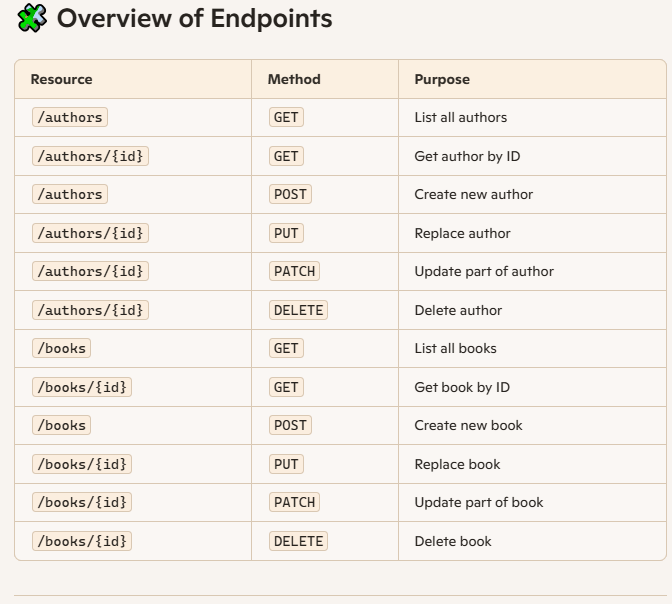 Overview of Endpoints
Resource Method Purpose
/authors GET List all authors
/authors/{id} GET Get author by ID
/authors POST Create new author
/authors/{id} PUT Replace author
/authors/{id} PATCH Update part of author
/authors/{id} DELETE Delete author
/books GET List all books
/books/{id} GET Get book by ID
/books POST Create new book
/books/{id} PUT Replace book
/books/{id} PATCH Update part of book
/books/{id} DELETE Delete book